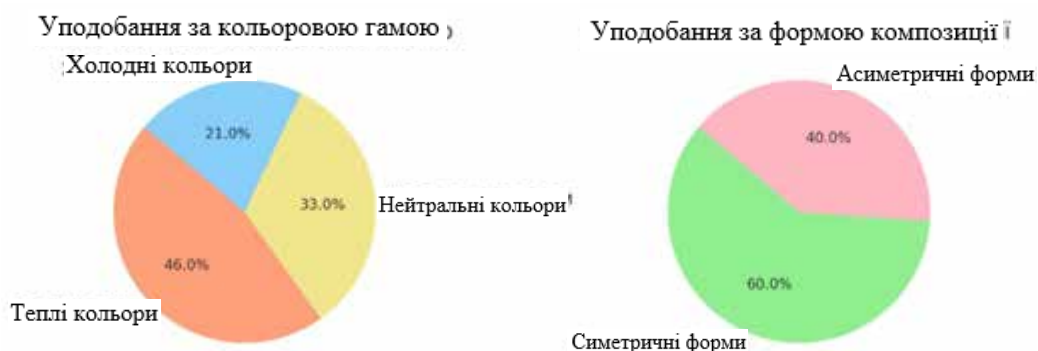 Уподобання за кольоровою гамою
Холодні кольори
21.0%
33.0%
Нейтральні кольори
46.0%
Теплі кольори
Уподобання за формою композиції
Асиметричні форми
40.0%
60.0%
Симетричні форми